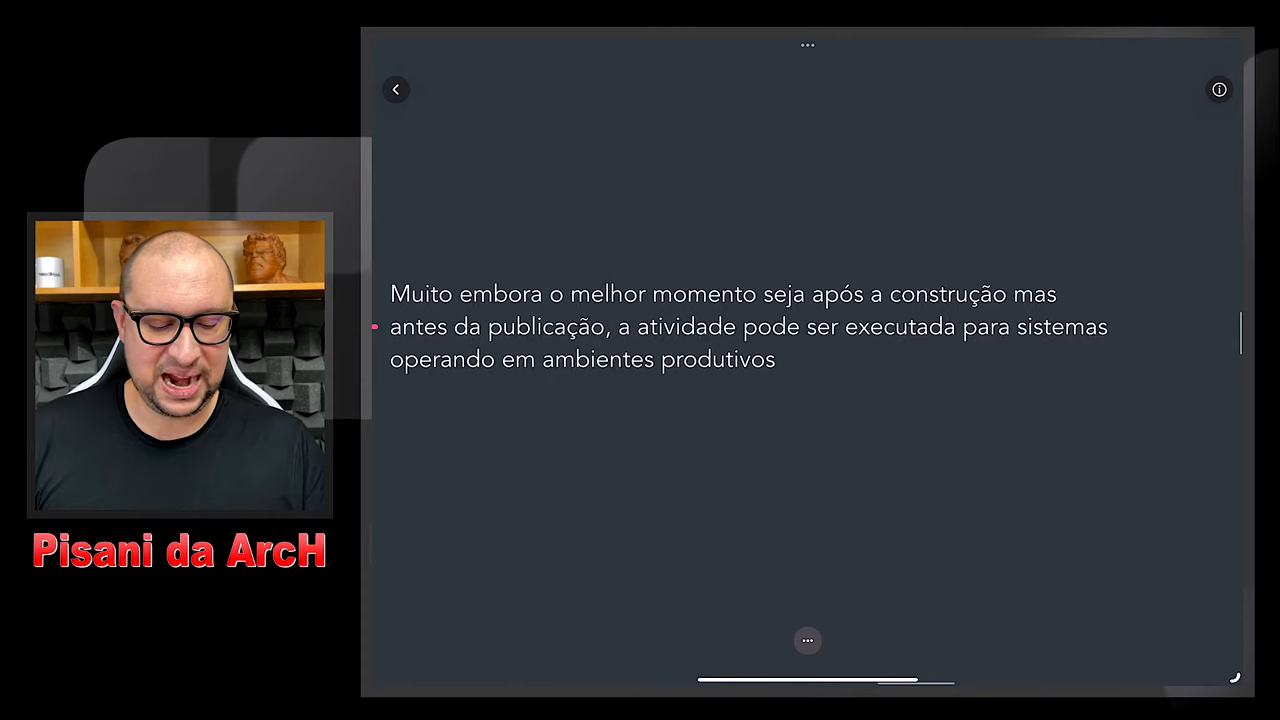 Muito embora o melhor momento seja após a construção mas
antes da publicação, a atividade pode ser executada para sistemas
operando em ambientes produtivos
Pisani da ArcH